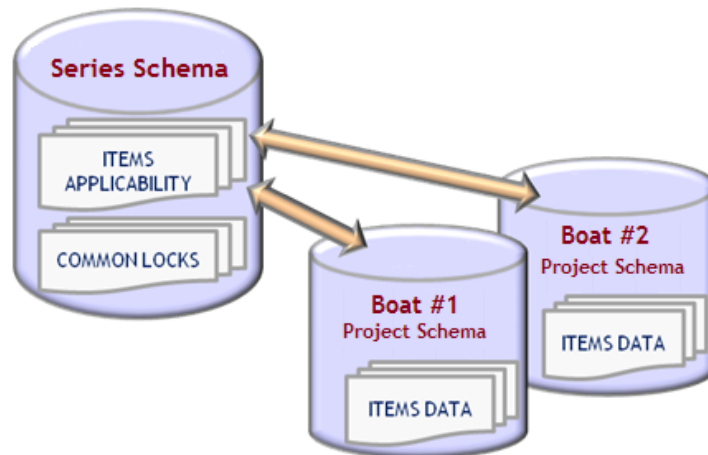 Series Schema
ITEMS
APPLICABILITY
COMMON LOCKS
Boat #1
Project Schema
ITEMS DATA
Boat #2
Project Schema
ITEMS DATA